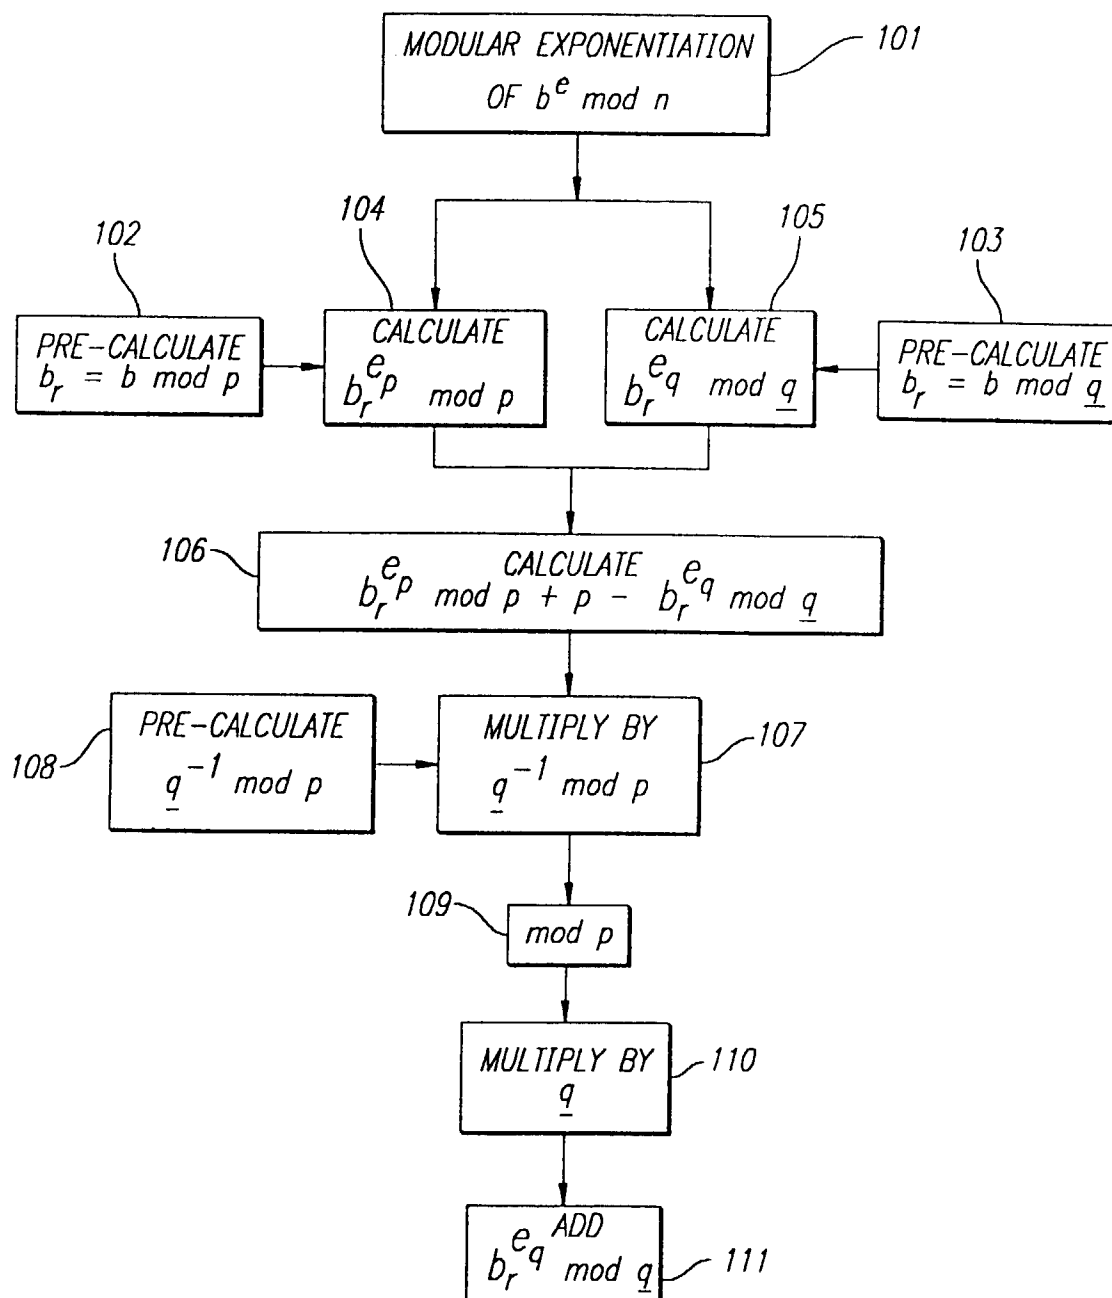 MODULAR EXPONENTIATION
OF b^e mod n
101
102
104
105
103
PRE-CALCULATE
b_r = b mod p
CALCULATE
b_r^e_p mod p
CALCULATE
b_r^e_q mod q
PRE-CALCULATE
b_r = b mod q
106
CALCULATE
b_r^e_p mod p + p - b_r^e_q mod q
108
PRE-CALCULATE
q^-1 mod p
MULTIPLY BY
q^-1 mod p
107
109
mod p
MULTIPLY BY
q
110
ADD
b_r^e_q mod q
111